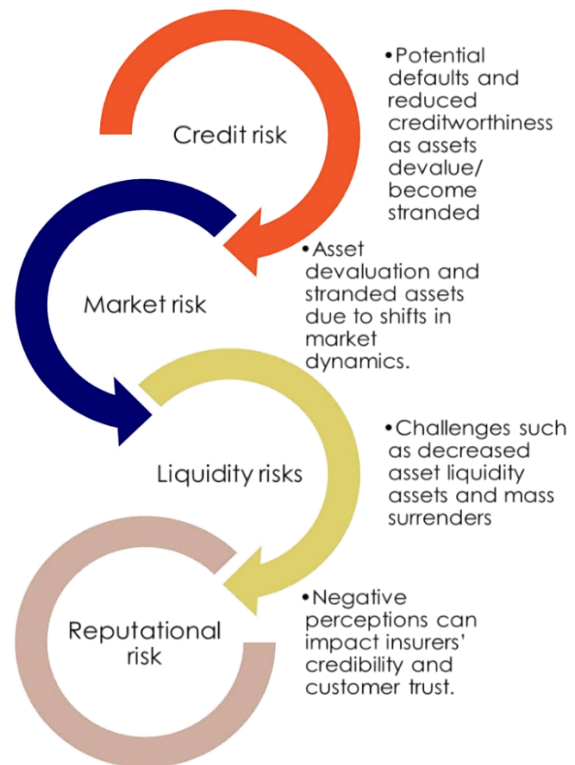 Credit risk
•Potential
defaults and
reduced
creditworthiness
as assets
devalue/
become
stranded
Market risk
•Asset
devaluation and
stranded assets
due to shifts in
market
dynamics.
Liquidity risks
•Challenges such
as decreased
asset liquidity
assets and mass
surrenders
Reputational
risk
•Negative
perceptions can
impact insurers’
credibility and
customer trust.